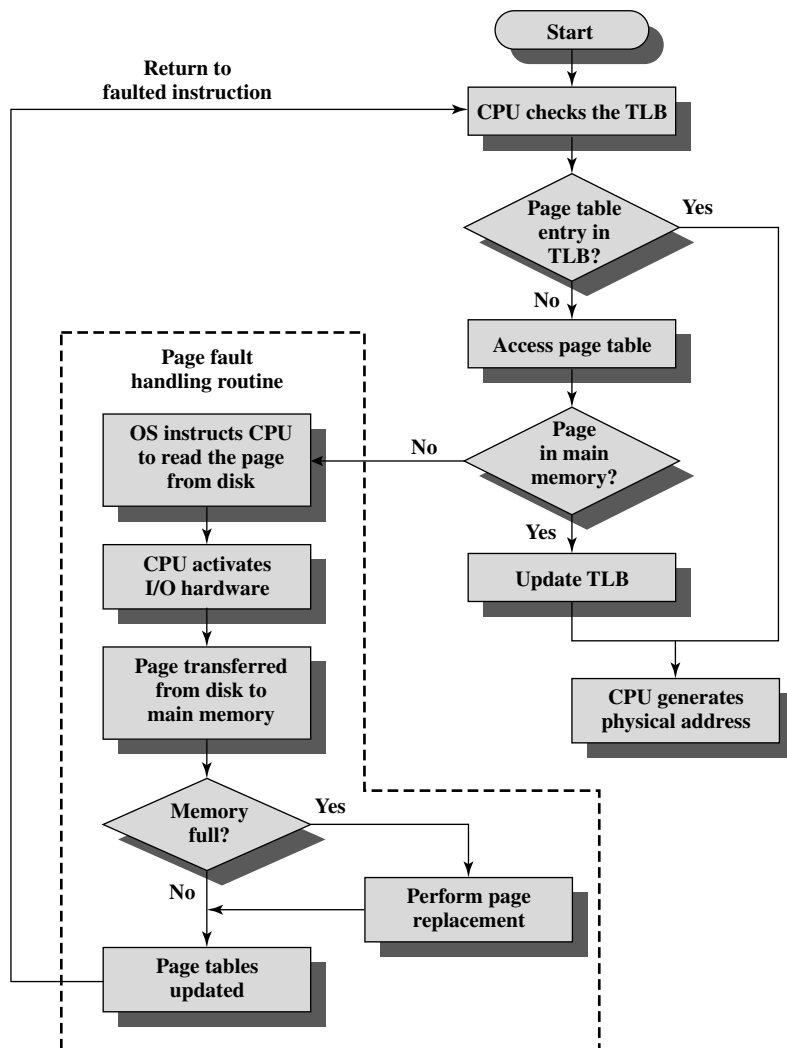 Start
Return to
faulted instruction
CPU checks the TLB
Page table
entry in
TLB?
Yes
No
Access page table
Page fault
handling routine
Page
in main
memory?
No
Yes
OS instructs CPU
to read the page
from disk
CPU activates
I/O hardware
Update TLB
Page transferred
from disk to
main memory
CPU generates
physical address
Memory
full?
Yes
No
Perform page
replacement
Page tables
updated